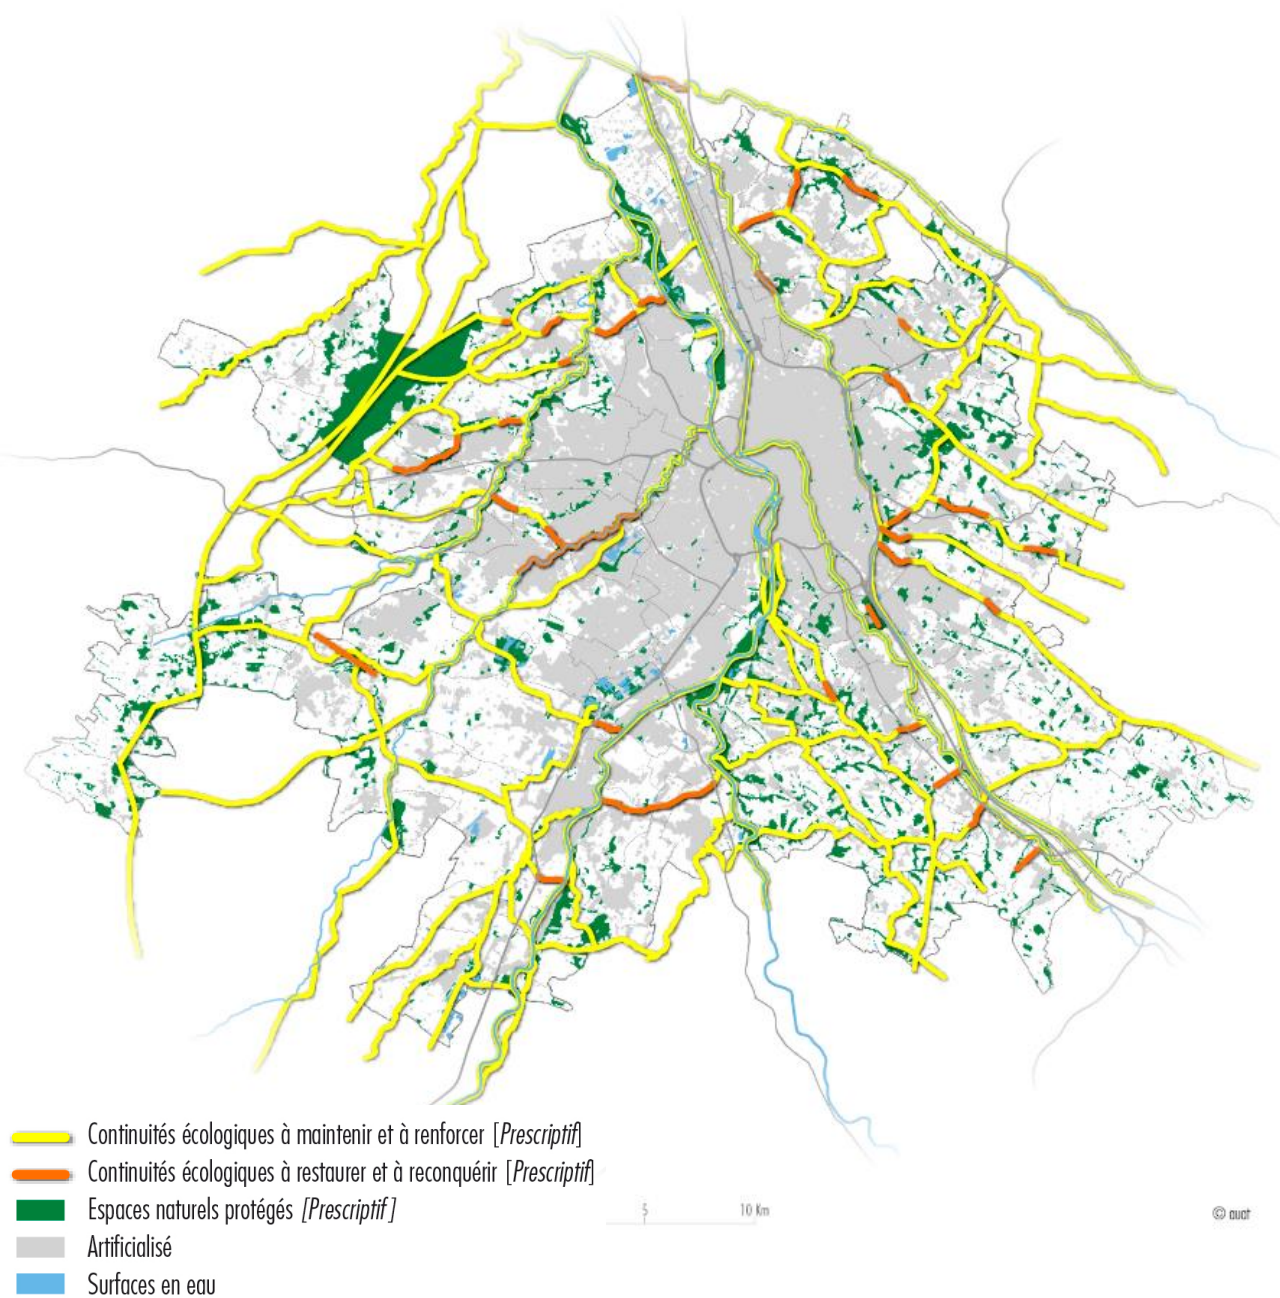 Continuités écologiques à maintenir et à renforcer [Prescriptif]
Continuités écologiques à restaurer et à reconquérir [Prescriptif]
Espaces naturels protégés [Prescriptif]
Artificialisé
Surfaces en eau
5 10 Km
© auat